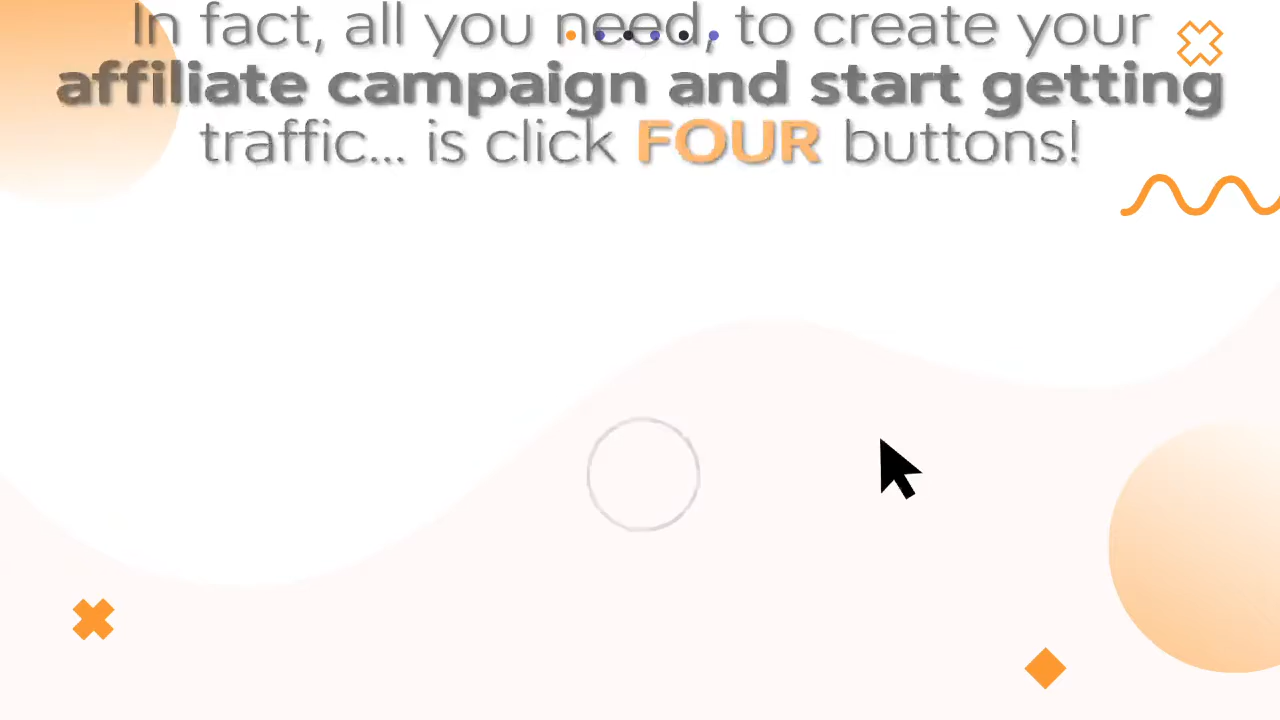 In fact, all you need, to create your
affiliate campaign and start getting
traffic... is click FOUR buttons!